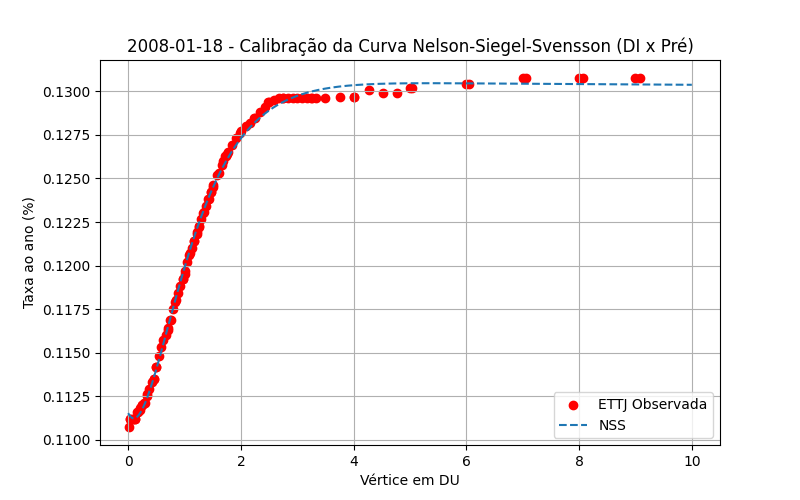 2008-01-18 - Calibração da Curva Nelson-Siegel-Svensson (DI x Pré)
0.1300
0.1275
0.1250
0.1225
0.1200
0.1175
0.1150
0.1125
0.1100
Taxa ao ano (%)
ETTJ Observada
NSS
0 2 4 6 8 10
Vértice em DU